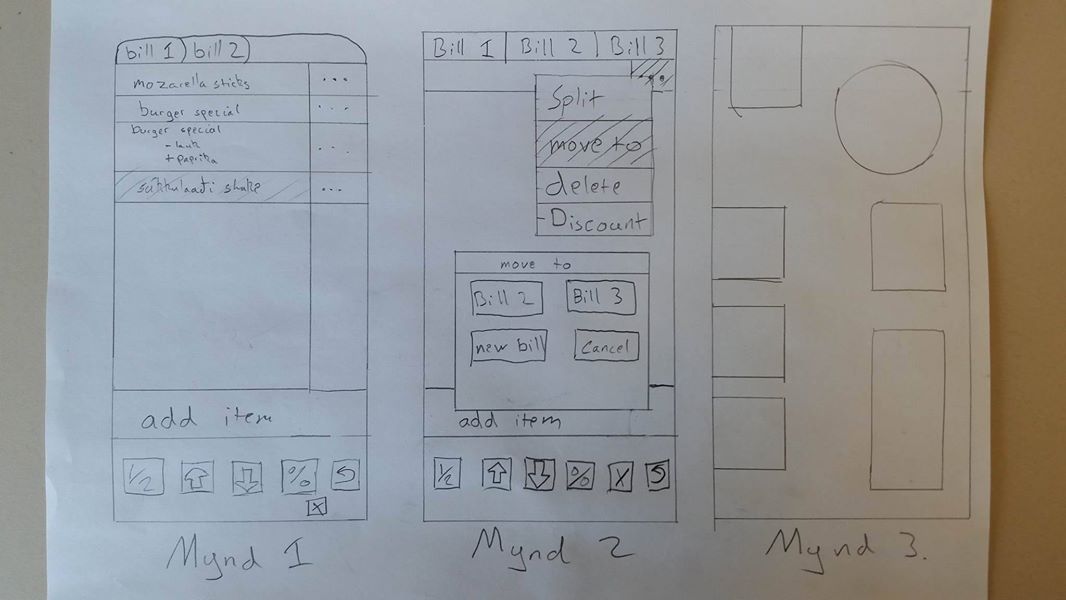 bill 1 bill 2
mozarella sticks ...
burger special ...
burger special ...
- lauk
+ paprika
súkkulaði shake ...
add item
1/2 % X
Mynd 1
Bill 1 Bill 2 Bill 3
Split
move to
delete
Discount
move to
Bill 2 Bill 3
new bill Cancel
add item
1/2 % X
Mynd 2
Mynd 3.